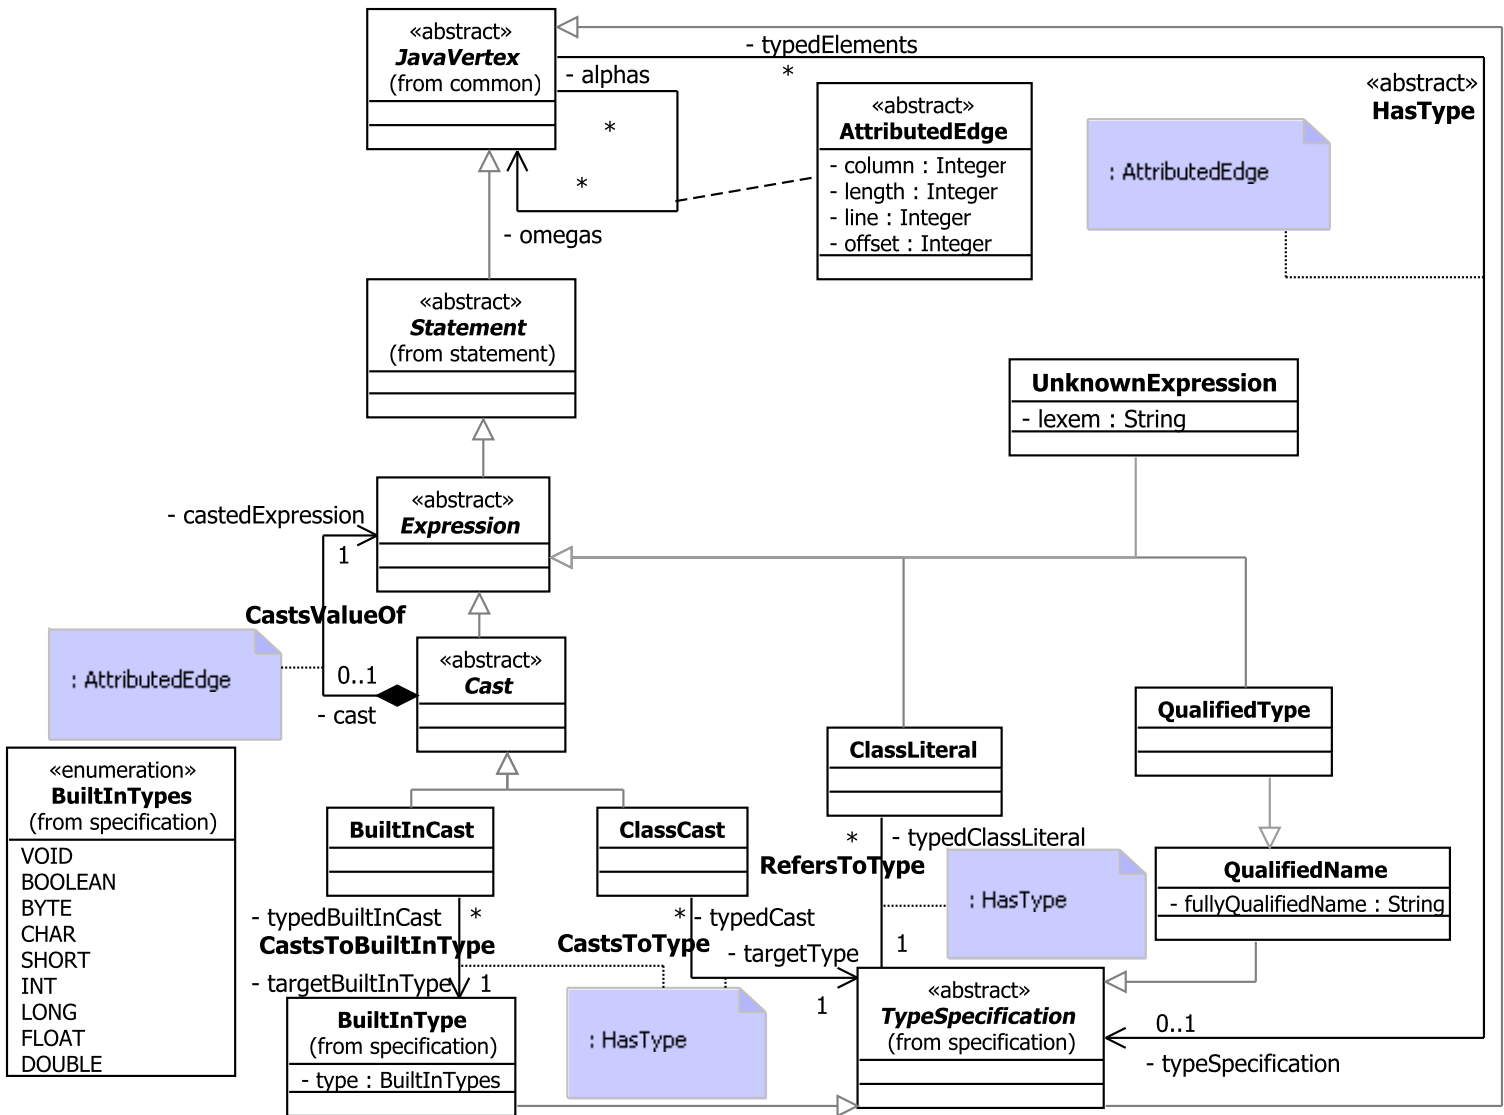 «abstract»
JavaVertex
(from common)
- typedElements
*
- alphas
*
*
- omegas
«abstract»
AttributedEdge
- column : Integer
- length : Integer
- line : Integer
- offset : Integer
«abstract»
HasType
: AttributedEdge
«abstract»
Statement
(from statement)
UnknownExpression
- lexem : String
«abstract»
Expression
- castedExpression
1
CastsValueOf
: AttributedEdge
0..1
- cast
«abstract»
Cast
QualifiedType
ClassLiteral
«enumeration»
BuiltInTypes
(from specification)
VOID
BOOLEAN
BYTE
CHAR
SHORT
INT
LONG
FLOAT
DOUBLE
BuiltInCast
ClassCast
* - typedClassLiteral
RefersToType
: HasType
1
QualifiedName
- fullyQualifiedName : String
- typedBuiltInCast *
CastsToBuiltInType
- targetBuiltInType 1
* - typedCast
CastsToType
- targetType
1
: HasType
BuiltInType
(from specification)
- type : BuiltInTypes
«abstract»
TypeSpecification
(from specification)
0..1
- typeSpecification